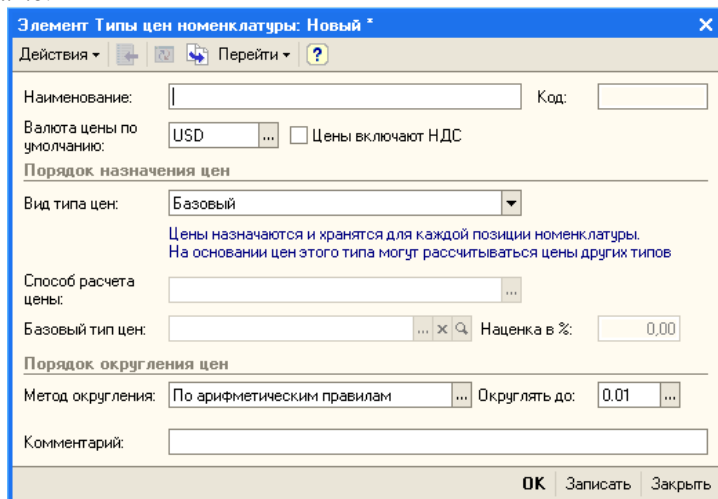 Элемент Типы цен номенклатуры: Новый *
Действия Перейти ?
Наименование: Код:
Валюта цены по умолчанию: USD ... Цены включают НДС
Порядок назначения цен
Вид типа цен: Базовый
Цены назначаются и хранятся для каждой позиции номенклатуры.
На основании цен этого типа могут рассчитываться цены других типов
Способ расчета цены: ...
Базовый тип цен: ... Наценка в %: 0,00
Порядок округления цен
Метод округления: По арифметическим правилам ... Округлять до: 0.01 ...
Комментарий:
OK Записать Закрыть